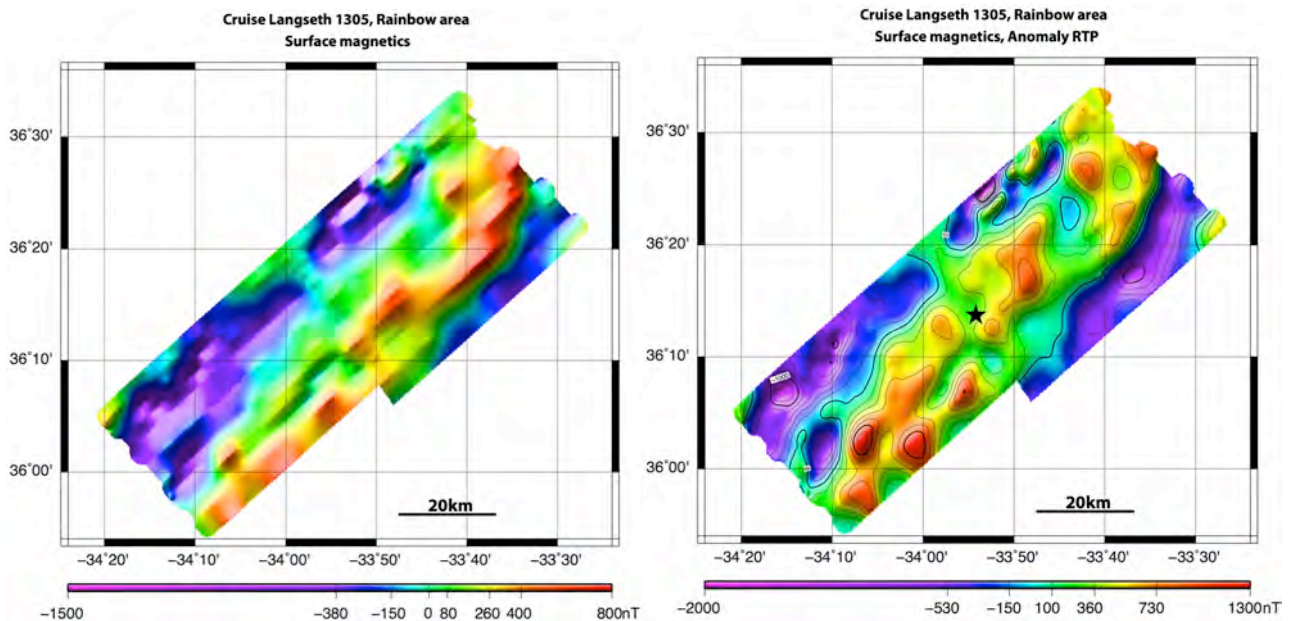 Cruise Langseth 1305, Rainbow area
Surface magnetics
36˚30'
36˚20'
36˚10'
36˚00'
20km
−34˚20' −34˚10' −34˚00' −33˚50' −33˚40' −33˚30'
−1500 −380 −150 0 80 260 400 800nT
Cruise Langseth 1305, Rainbow area
Surface magnetics, Anomaly RTP
36˚30'
36˚20'
36˚10'
36˚00'
20km
−34˚20' −34˚10' −34˚00' −33˚50' −33˚40' −33˚30'
−2000 −530 −150 100 360 730 1300nT